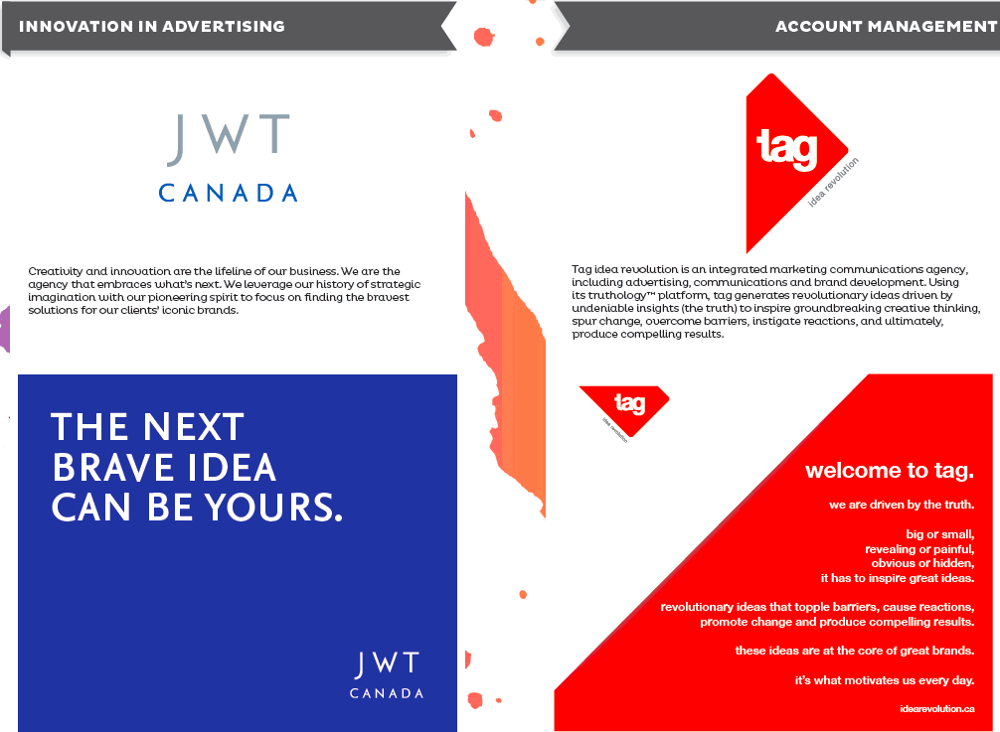 INNOVATION IN ADVERTISING
JWT
CANADA
Creativity and innovation are the lifeline of our business. We are the
agency that embraces what's next. We leverage our history of strategic
imagination with our pioneering spirit to focus on finding the bravest
solutions for our clients' iconic brands.
THE NEXT
BRAVE IDEA
CAN BE YOURS.
JWT
CANADA
ACCOUNT MANAGEMENT
tag
idea revolution
Tag idea revolution is an integrated marketing communications agency,
including advertising, communications and brand development. Using
its truthology™ platform, tag generates revolutionary ideas driven by
undeniable insights (the truth) to inspire groundbreaking creative thinking,
spur change, overcome barriers, instigate reactions, and ultimately,
produce compelling results.
tag
idea revolution
welcome to tag.
we are driven by the truth.
big or small,
revealing or painful,
obvious or hidden,
it has to inspire great ideas.
revolutionary ideas that topple barriers, cause reactions,
promote change and produce compelling results.
these ideas are at the core of great brands.
it's what motivates us every day.
idearevolution.ca